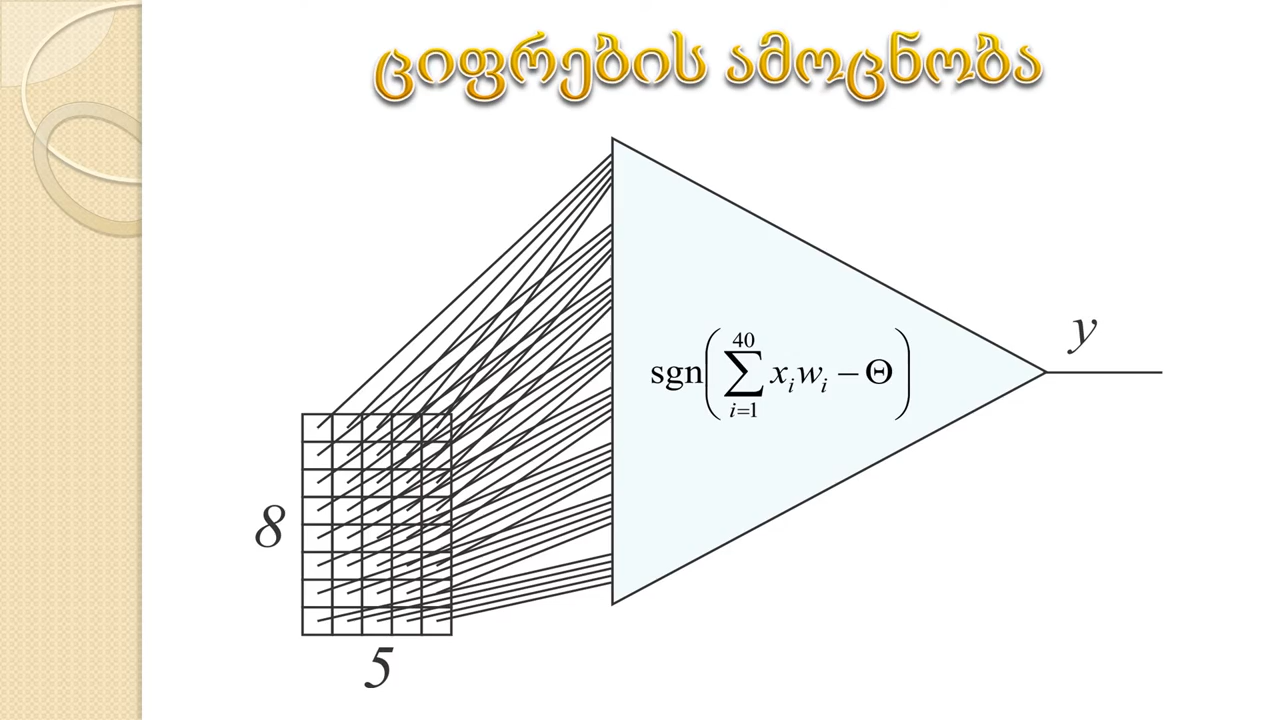 ციფრების ამოცნობა
y
sgn(∑_{i=1}^{40} x_i w_i − Θ)
8
5